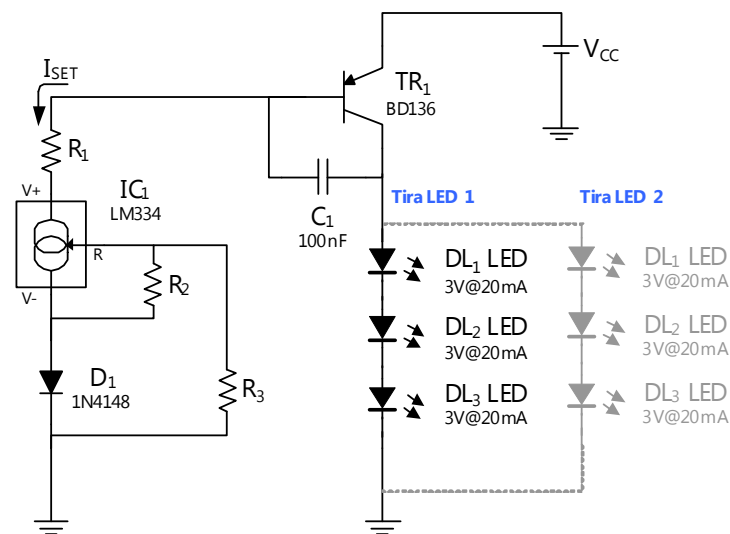 I_SET
TR₁
BD136
V_CC
R₁
V+
IC₁
LM334
R
V-
R₂
C₁
100nF
D₁
1N4148
R₃
Tira LED 1
Tira LED 2
DL₁ LED
3V@20mA
DL₂ LED
3V@20mA
DL₃ LED
3V@20mA
DL₁ LED
3V@20mA
DL₂ LED
3V@20mA
DL₃ LED
3V@20mA